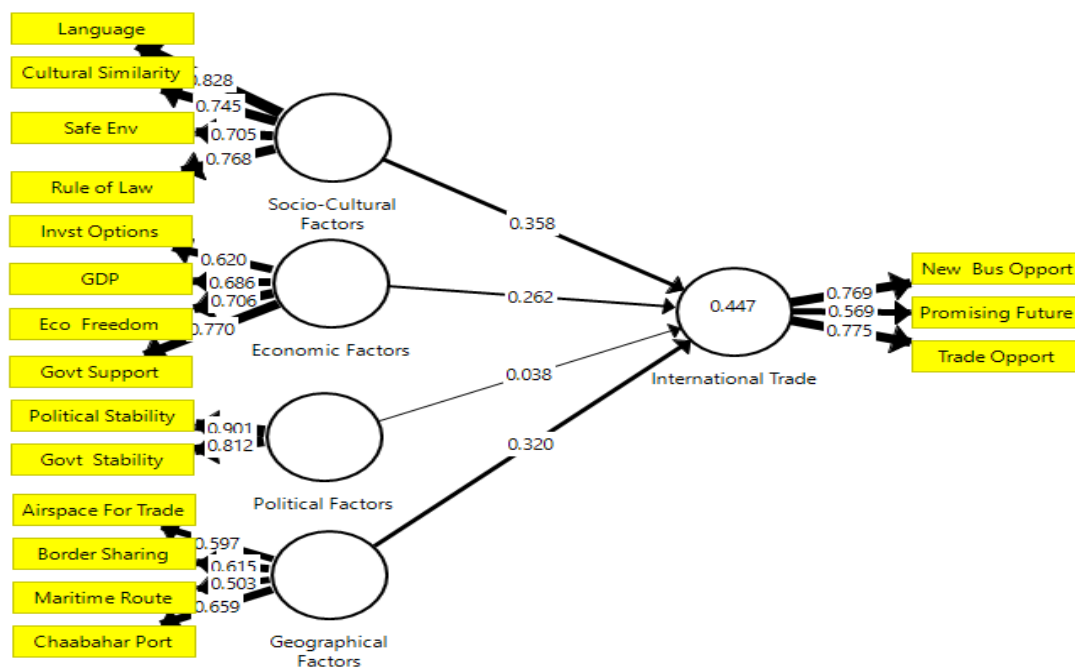 Language
Cultural Similarity
Safe Env
Rule of Law
0.828
0.745
0.705
0.768
Socio-Cultural
Factors
Invst Options
GDP
Eco Freedom
Govt Support
0.620
0.686
0.706
0.770
Economic Factors
Political Stability
Govt Stability
0.901
0.812
Political Factors
Airspace For Trade
Border Sharing
Maritime Route
Chaabahar Port
0.597
0.615
0.503
0.659
Geographical
Factors
0.358
0.262
0.038
0.320
0.447
International Trade
0.769
0.569
0.775
New Bus Opport
Promising Future
Trade Opport